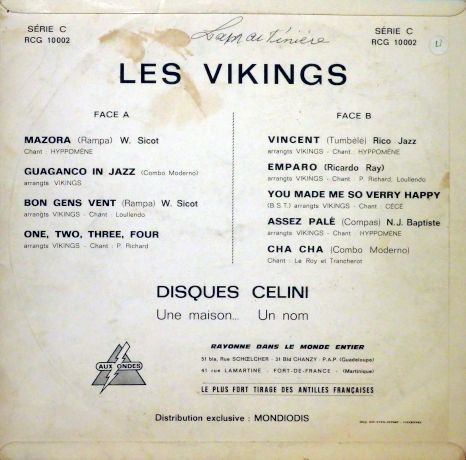 SÉRIE C
RCG 10002
SÉRIE C
RCG 10002
LES VIKINGS
FACE A
MAZORA (Rampa) W. Sicot
Chant : HYPPOMÈNE
GUAGANCO IN JAZZ (Combo Moderno)
arrangts VIKINGS
BON GENS VENT (Rampa) W. Sicot
arrangts VIKINGS - Chant : Loullendo
ONE, TWO, THREE, FOUR
arrangts VIKINGS - Chant : P. Richard
FACE B
VINCENT (Tumbélé) Rico Jazz
arrangts VIKINGS - Chant : HYPPOMÈNE
EMPARO (Ricardo Ray)
arrangts VIKINGS - Chant : P. Richard, Loullendo
YOU MADE ME SO VERRY HAPPY
(B.S.T.) arrangts VIKINGS - Chant : CÉCÉ
ASSEZ PALÈ (Compas) N.J. Baptiste
arrangts VIKINGS - Chant : HYPPOMÈNE
CHA CHA (Combo Moderno)
Chant : Le Roy et Trancherot
DISQUES CELINI
Une maison... Un nom
AUX ONDES
RAYONNE DANS LE MONDE ENTIER
31 bis, Rue SCHŒLCHER - 31 Bld CHANZY - P.A.P. (Guadeloupe)
41 rue LAMARTINE - FORT-DE-FRANCE - (Martinique)
LE PLUS FORT TIRAGE DES ANTILLES FRANÇAISES
Distribution exclusive : MONDIODIS